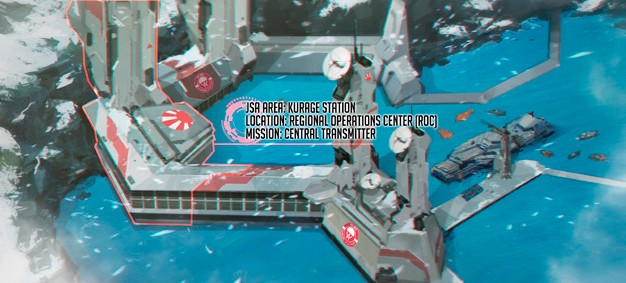 JSA AREA: KURAGE STATION
LOCATION: REGIONAL OPERATIONS CENTER (ROC)
MISSION: CENTRAL TRANSMITTER